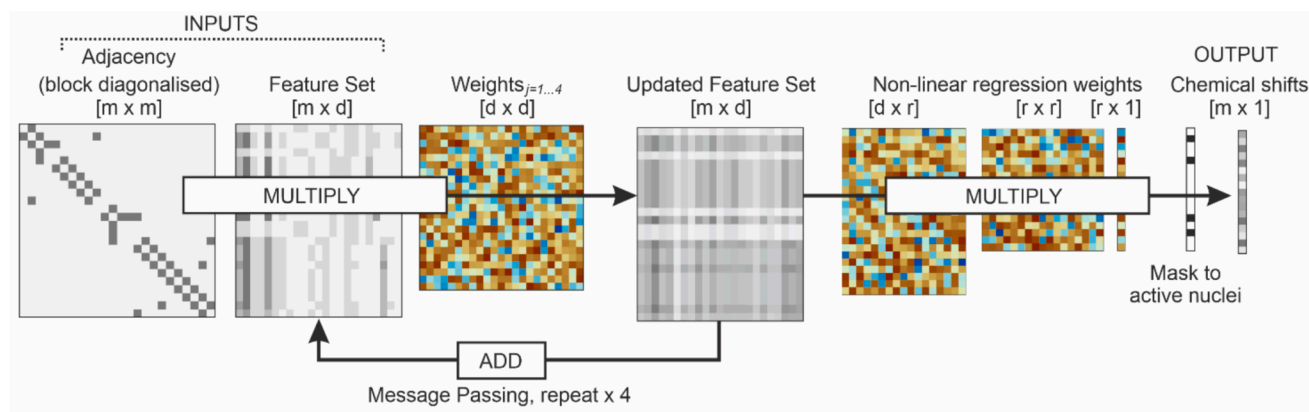 INPUTS
Adjacency
(block diagonalised)
[m x m]
Feature Set
[m x d]
Weights j=1...4
[d x d]
Updated Feature Set
[m x d]
Non-linear regression weights
[d x r]
[r x r]
[r x 1]
OUTPUT
Chemical shifts
[m x 1]
MULTIPLY
MULTIPLY
Mask to
active nuclei
ADD
Message Passing, repeat x 4